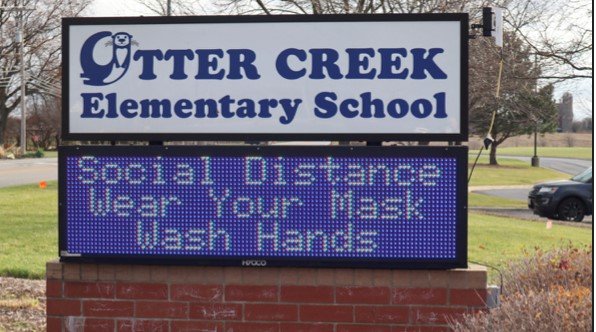 OTTER CREEK
Elementary School
Social Distance
Wear Your Mask
Wash Hands